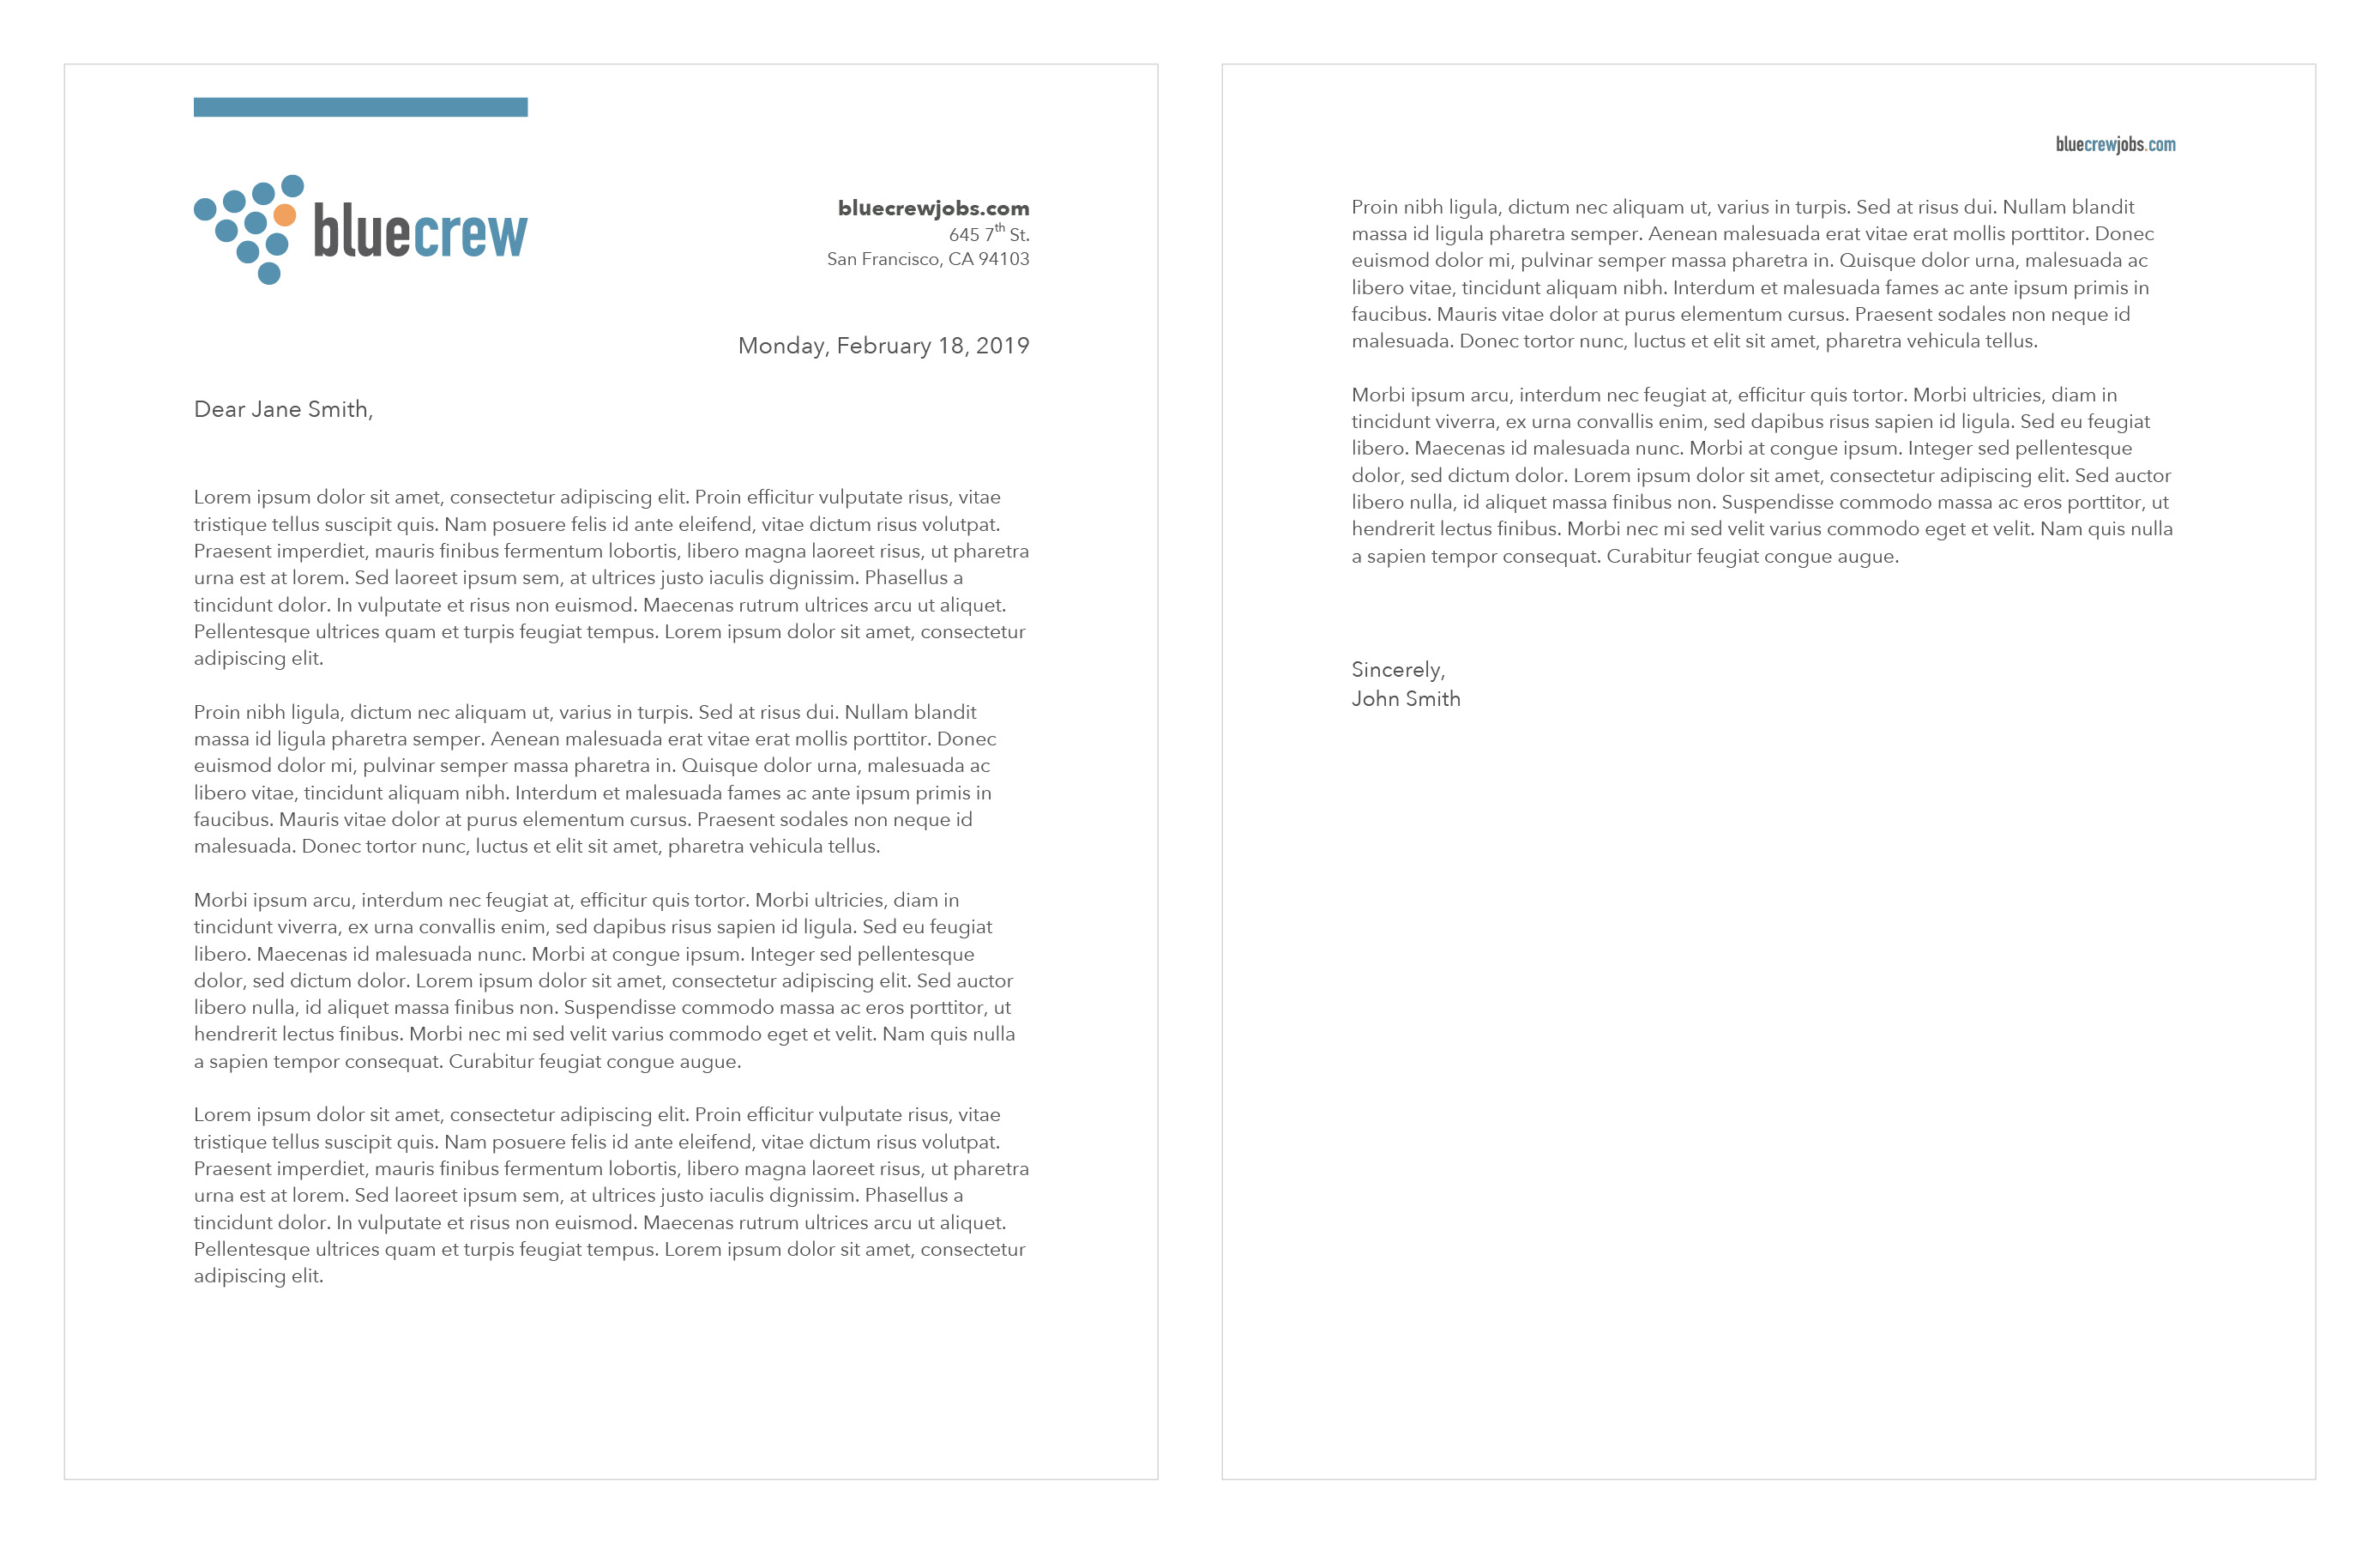 bluecrew
bluecrewjobs.com
645 7th St.
San Francisco, CA 94103
Monday, February 18, 2019
Dear Jane Smith,
Lorem ipsum dolor sit amet, consectetur adipiscing elit. Proin efficitur vulputate risus, vitae
tristique tellus suscipit quis. Nam posuere felis id ante eleifend, vitae dictum risus volutpat.
Praesent imperdiet, mauris finibus fermentum lobortis, libero magna laoreet risus, ut pharetra
urna est at lorem. Sed laoreet ipsum sem, at ultrices justo iaculis dignissim. Phasellus a
tincidunt dolor. In vulputate et risus non euismod. Maecenas rutrum ultrices arcu ut aliquet.
Pellentesque ultrices quam et turpis feugiat tempus. Lorem ipsum dolor sit amet, consectetur
adipiscing elit.
Proin nibh ligula, dictum nec aliquam ut, varius in turpis. Sed at risus dui. Nullam blandit
massa id ligula pharetra semper. Aenean malesuada erat vitae erat mollis porttitor. Donec
euismod dolor mi, pulvinar semper massa pharetra in. Quisque dolor urna, malesuada ac
libero vitae, tincidunt aliquam nibh. Interdum et malesuada fames ac ante ipsum primis in
faucibus. Mauris vitae dolor at purus elementum cursus. Praesent sodales non neque id
malesuada. Donec tortor nunc, luctus et elit sit amet, pharetra vehicula tellus.
Morbi ipsum arcu, interdum nec feugiat at, efficitur quis tortor. Morbi ultricies, diam in
tincidunt viverra, ex urna convallis enim, sed dapibus risus sapien id ligula. Sed eu feugiat
libero. Maecenas id malesuada nunc. Morbi at congue ipsum. Integer sed pellentesque
dolor, sed dictum dolor. Lorem ipsum dolor sit amet, consectetur adipiscing elit. Sed auctor
libero nulla, id aliquet massa finibus non. Suspendisse commodo massa ac eros porttitor, ut
hendrerit lectus finibus. Morbi nec mi sed velit varius commodo eget et velit. Nam quis nulla
a sapien tempor consequat. Curabitur feugiat congue augue.
Lorem ipsum dolor sit amet, consectetur adipiscing elit. Proin efficitur vulputate risus, vitae
tristique tellus suscipit quis. Nam posuere felis id ante eleifend, vitae dictum risus volutpat.
Praesent imperdiet, mauris finibus fermentum lobortis, libero magna laoreet risus, ut pharetra
urna est at lorem. Sed laoreet ipsum sem, at ultrices justo iaculis dignissim. Phasellus a
tincidunt dolor. In vulputate et risus non euismod. Maecenas rutrum ultrices arcu ut aliquet.
Pellentesque ultrices quam et turpis feugiat tempus. Lorem ipsum dolor sit amet, consectetur
adipiscing elit.
bluecrewjobs.com
Proin nibh ligula, dictum nec aliquam ut, varius in turpis. Sed at risus dui. Nullam blandit
massa id ligula pharetra semper. Aenean malesuada erat vitae erat mollis porttitor. Donec
euismod dolor mi, pulvinar semper massa pharetra in. Quisque dolor urna, malesuada ac
libero vitae, tincidunt aliquam nibh. Interdum et malesuada fames ac ante ipsum primis in
faucibus. Mauris vitae dolor at purus elementum cursus. Praesent sodales non neque id
malesuada. Donec tortor nunc, luctus et elit sit amet, pharetra vehicula tellus.
Morbi ipsum arcu, interdum nec feugiat at, efficitur quis tortor. Morbi ultricies, diam in
tincidunt viverra, ex urna convallis enim, sed dapibus risus sapien id ligula. Sed eu feugiat
libero. Maecenas id malesuada nunc. Morbi at congue ipsum. Integer sed pellentesque
dolor, sed dictum dolor. Lorem ipsum dolor sit amet, consectetur adipiscing elit. Sed auctor
libero nulla, id aliquet massa finibus non. Suspendisse commodo massa ac eros porttitor, ut
hendrerit lectus finibus. Morbi nec mi sed velit varius commodo eget et velit. Nam quis nulla
a sapien tempor consequat. Curabitur feugiat congue augue.
Sincerely,
John Smith